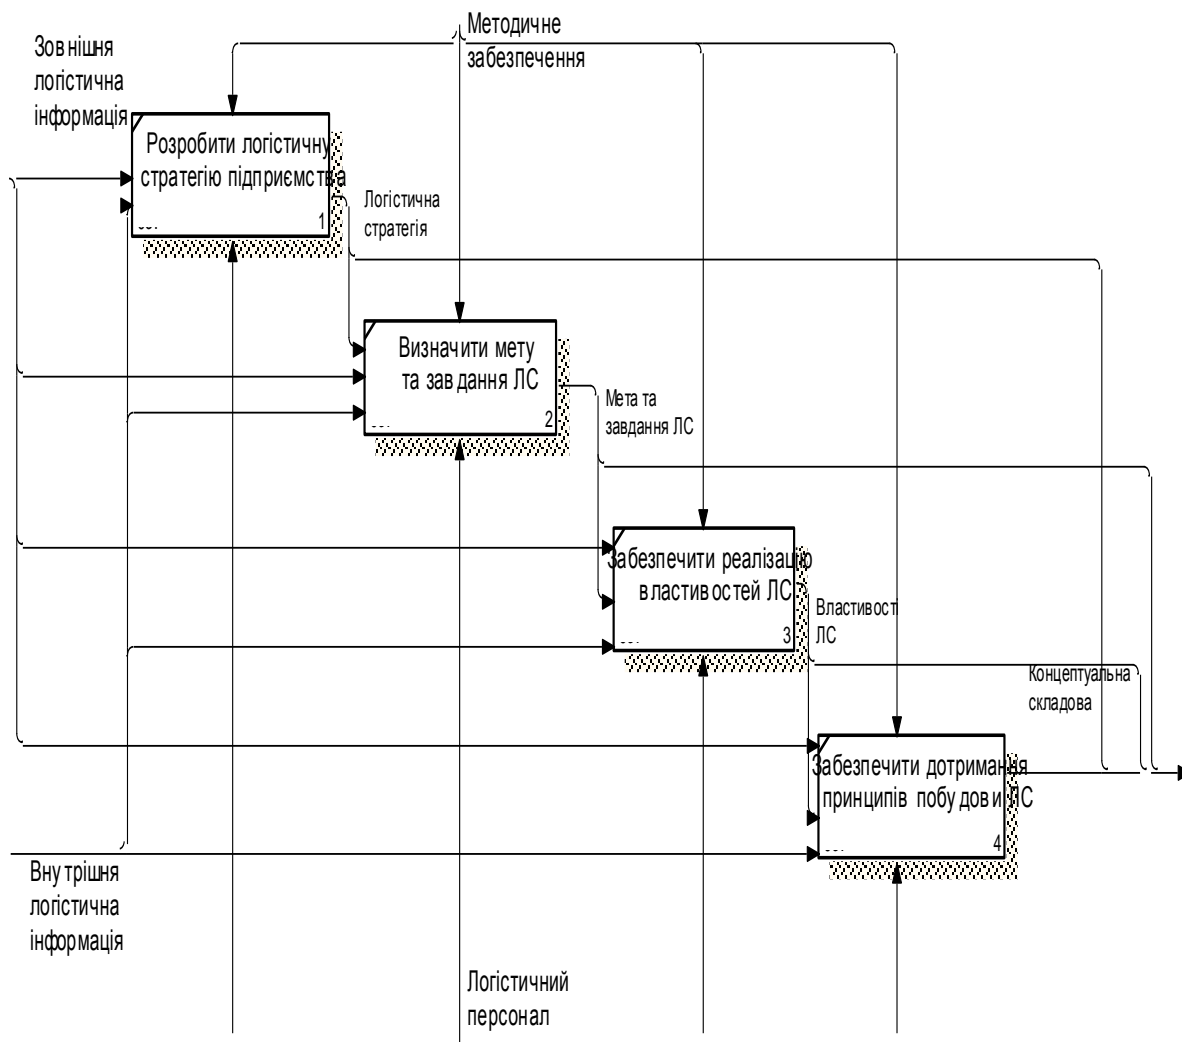 Методичне
забезпечення
Зовнішня
логістична
інформація
Розробити логістичну
стратегію підприємства
1
Логістична
стратегія
Визначити мету
та завдання ЛС
2
Мета та
завдання ЛС
Забезпечити реалізацію
властивостей ЛС
3
Властивості
ЛС
Концептуальна
складова
Забезпечити дотримання
принципів побудови ЛС
4
Внутрішня
логістична
інформація
Логістичний
персонал